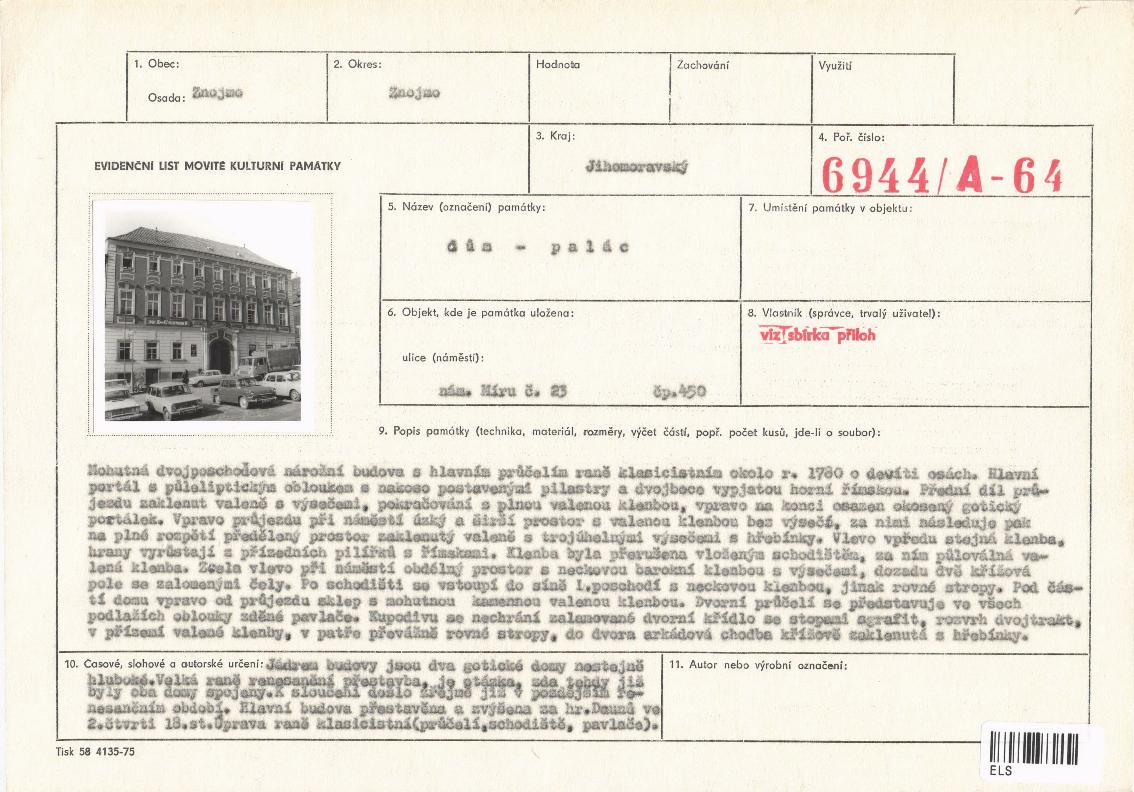 1. Obec:
Osada: Znojmo
2. Okres:
Znojmo
Hodnota
Zachování
Využití
3. Kraj:
Jihomoravský
4. Poř. číslo:
6944/A-64
EVIDENČNÍ LIST MOVITÉ KULTURNÍ PAMÁTKY
5. Název (označení) památky:
dům - palác
7. Umístění památky v objektu:
6. Objekt, kde je památka uložena:
ulice (náměstí):
nám. Míru č. 23 čp.450
8. Vlastník (správce, trvalý uživatel):
viz sbírka příloh
9. Popis památky (technika, materiál, rozměry, výčet částí, popř. počet kusů, jde-li o soubor):
Mohutná dvojposchoďová nárožní budova s hlavním průčelím raně klasicistním okolo r. 1780 o devíti osách. Hlavní
portál s půleliptickým obloukem s nakoso postavenými pilastry a dvojboce vypjatou horní římskou. Přední díl prů-
jezdu zaklenut valeně s výsečemi, pokračování s plnou valenou klenbou, vpravo na konci osazen okosený gotický
portálek. Vpravo průjezdu při náměstí úzký a širší prostor s valenou klenbou bez výsečí, za nimi následuje pak
na plné rozpětí předělený prostor zaklenutý valeně s trojúhelnými výsečemi s hřebínky. Vlevo vpředu stejná klenba,
hrany vyrůstají z přízedních pilířků s římskami. Klenba byla přerušena vloženým schodištěm, za ním půloválná va-
lená klenba. Zcela vlevo při náměstí obdélný prostor s neckovou barokní klenbou s výsečemi, dozadu dvě křížová
pole se zalomenými čely. Po schodišti se vstoupí do síně I.poschodí s neckovou klenbou, jinak rovné stropy. Pod čás-
tí domu vpravo od průjezdu sklep s mohutnou kamennou valenou klenbou. Dvorní průčelí se představuje ve všech
podlažích oblouky zděné pavlače. Kupodivu se nechrání zalamované dvorní křídlo se stopami sgrafit, rozvrh dvojtrakt,
v přízemí valené klenby, v patře převážně rovné stropy, do dvora arkádová chodba křížově zaklenutá s hřebínky.
10. Časové, slohové a autorské určení: Jádrem budovy jsou dva gotické domy nestejně
hluboké.Velká raně renesanční přestavba, je otázka, zda tehdy již
byly oba domy spojeny.K sloučení došlo zřejmě již v pozdějším re-
nesančním období. Hlavní budova přestavěna a zvýšena za hr.Daunů ve
2.čtvrti 18.st.Úprava raně klasicistní(průčelí,schodiště, pavlače).
11. Autor nebo výrobní označení:
Tisk 58 4135-75
ELS